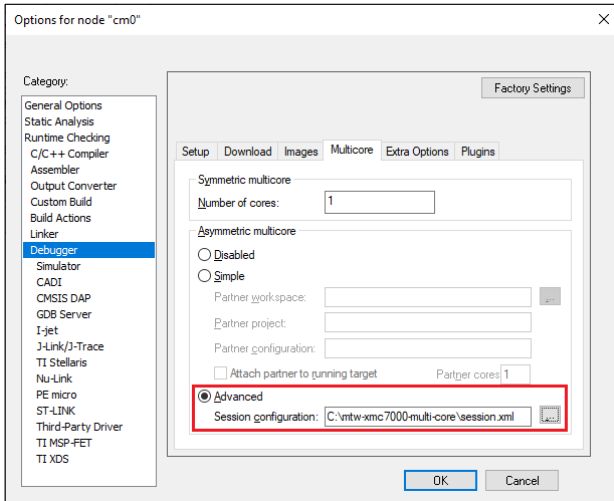 Options for node "cm0"
Category:
General Options
Static Analysis
Runtime Checking
C/C++ Compiler
Assembler
Output Converter
Custom Build
Build Actions
Linker
Debugger
Simulator
CADI
CMSIS DAP
GDB Server
I-jet
J-Link/J-Trace
TI Stellaris
Nu-Link
PE micro
ST-LINK
Third-Party Driver
TI MSP-FET
TI XDS
Factory Settings
Setup Download Images Multicore Extra Options Plugins
Symmetric multicore
Number of cores: 1
Asymmetric multicore
Disabled
Simple
Partner workspace: ...
Partner project:
Partner configuration:
Attach partner to running target Partner cores 1
Advanced
Session configuration: C:\mtw-xmc7000-multi-core\session.xml ...
OK Cancel